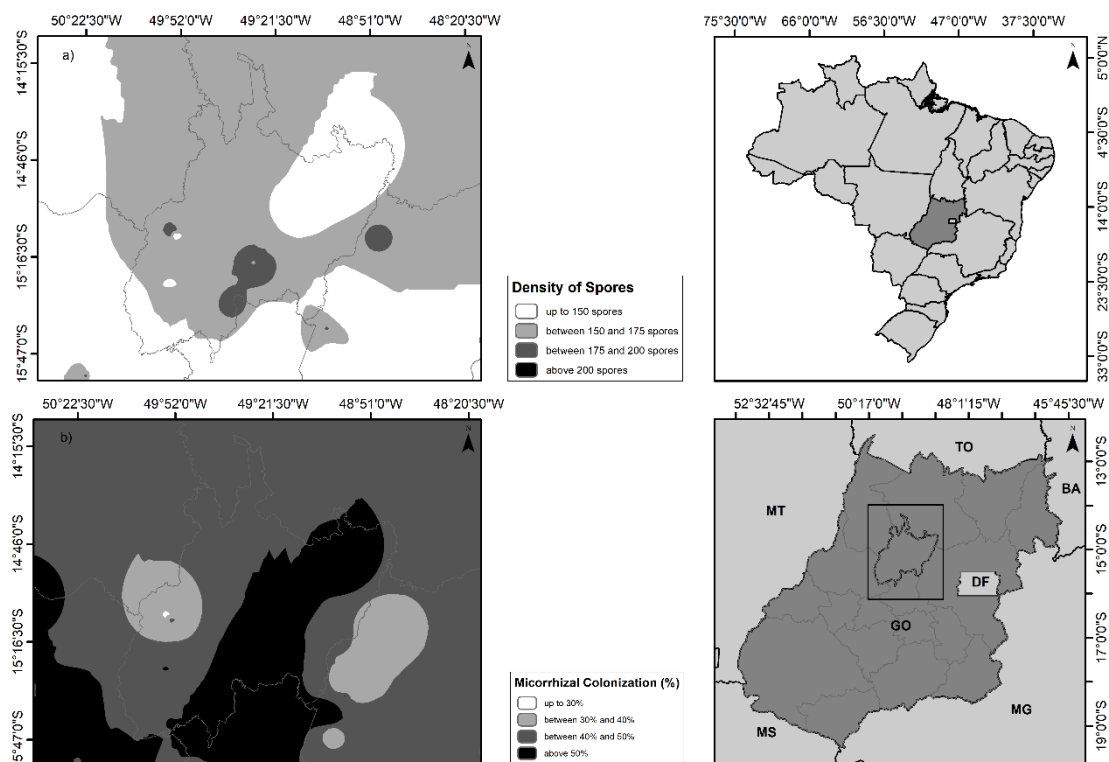 50°22'30"W 49°52'0"W 49°21'30"W 48°51'0"W 48°20'30"W
14°15'30"S
14°46'0"S
15°16'30"S
15°47'0"S
a)
N
Density of Spores
up to 150 spores
between 150 and 175 spores
between 175 and 200 spores
above 200 spores
75°30'0"W 66°0'0"W 56°30'0"W 47°0'0"W 37°30'0"W
N
5°0'0"N
4°30'0"S
14°0'0"S
23°30'0"S
33°0'0"S
50°22'30"W 49°52'0"W 49°21'30"W 48°51'0"W 48°20'30"W
14°15'30"S
14°46'0"S
15°16'30"S
5°47'0"S
b)
N
Micorrhizal Colonization (%)
up to 30%
between 30% and 40%
between 40% and 50%
above 50%
52°32'45"W 50°17'0"W 48°1'15"W 45°45'30"W
N
TO
BA
MT
DF
GO
MG
MS
13°0'0"S
15°0'0"S
17°0'0"S
19°0'0"S